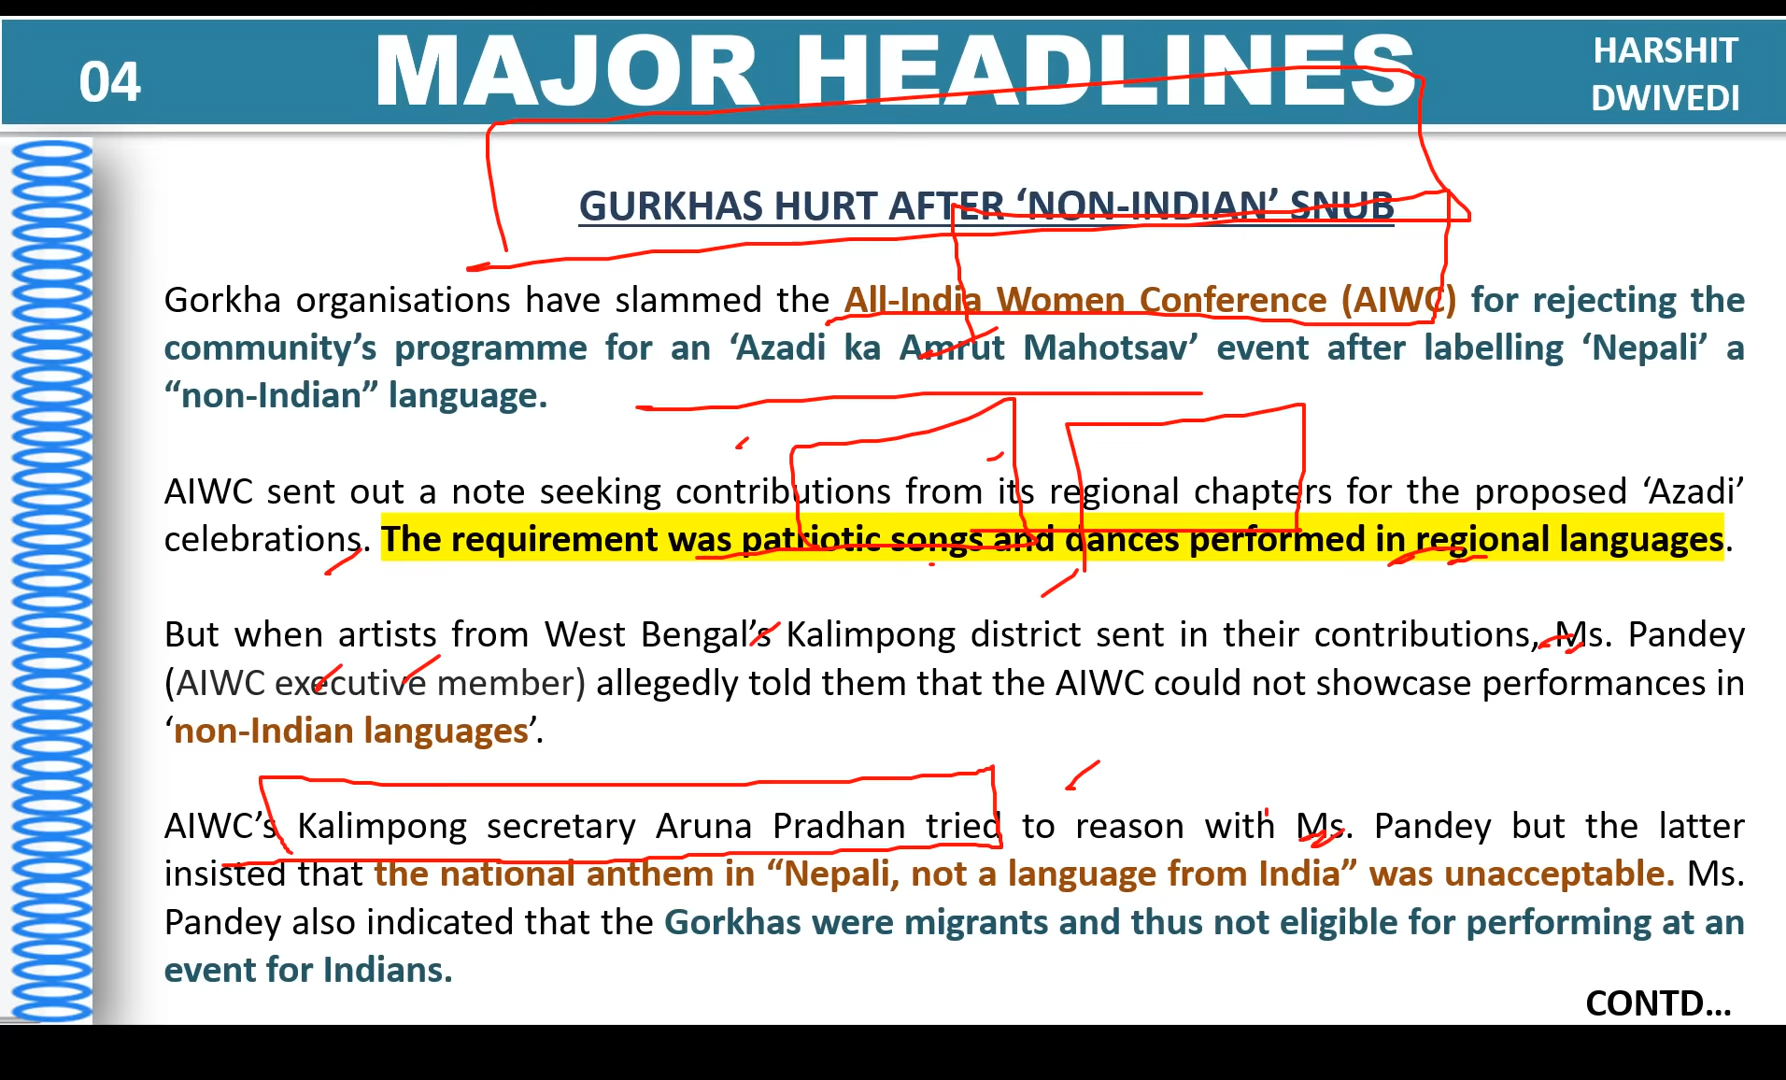 04
MAJOR HEADLINES
HARSHIT
DWIVEDI
GURKHAS HURT AFTER ‘NON-INDIAN’ SNUB
Gorkha organisations have slammed the All-India Women Conference (AIWC) for rejecting the
community’s programme for an ‘Azadi ka Amrut Mahotsav’ event after labelling ‘Nepali’ a
“non-Indian” language.
AIWC sent out a note seeking contributions from its regional chapters for the proposed ‘Azadi’
celebrations. The requirement was patriotic songs and dances performed in regional languages.
But when artists from West Bengal’s Kalimpong district sent in their contributions, Ms. Pandey
(AIWC executive member) allegedly told them that the AIWC could not showcase performances in
‘non-Indian languages’.
AIWC’s Kalimpong secretary Aruna Pradhan tried to reason with Ms. Pandey but the latter
insisted that the national anthem in “Nepali, not a language from India” was unacceptable. Ms.
Pandey also indicated that the Gorkhas were migrants and thus not eligible for performing at an
event for Indians.
CONTD...